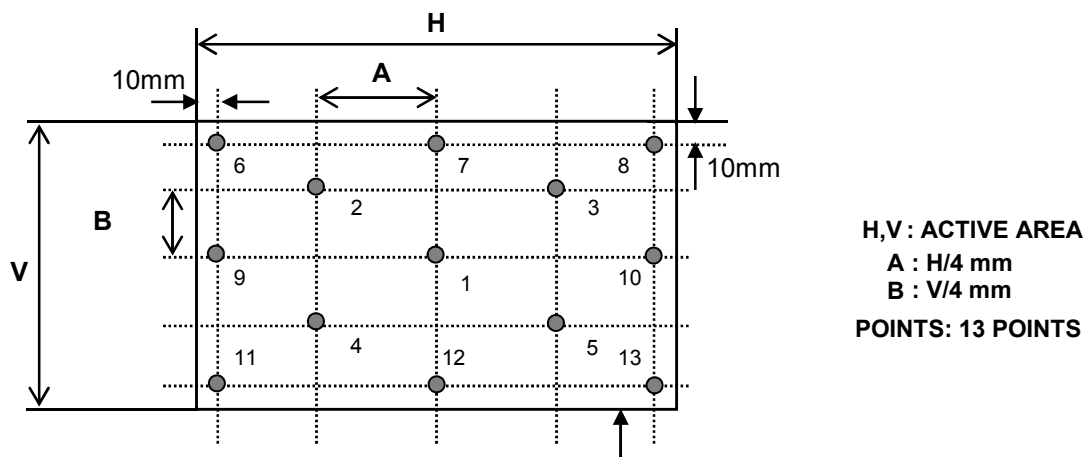 H
10mm
A
6
7
8
10mm
2
3
B
V
9
1
10
H,V : ACTIVE AREA
A : H/4 mm
B : V/4 mm
POINTS: 13 POINTS
4
5
11
12
13